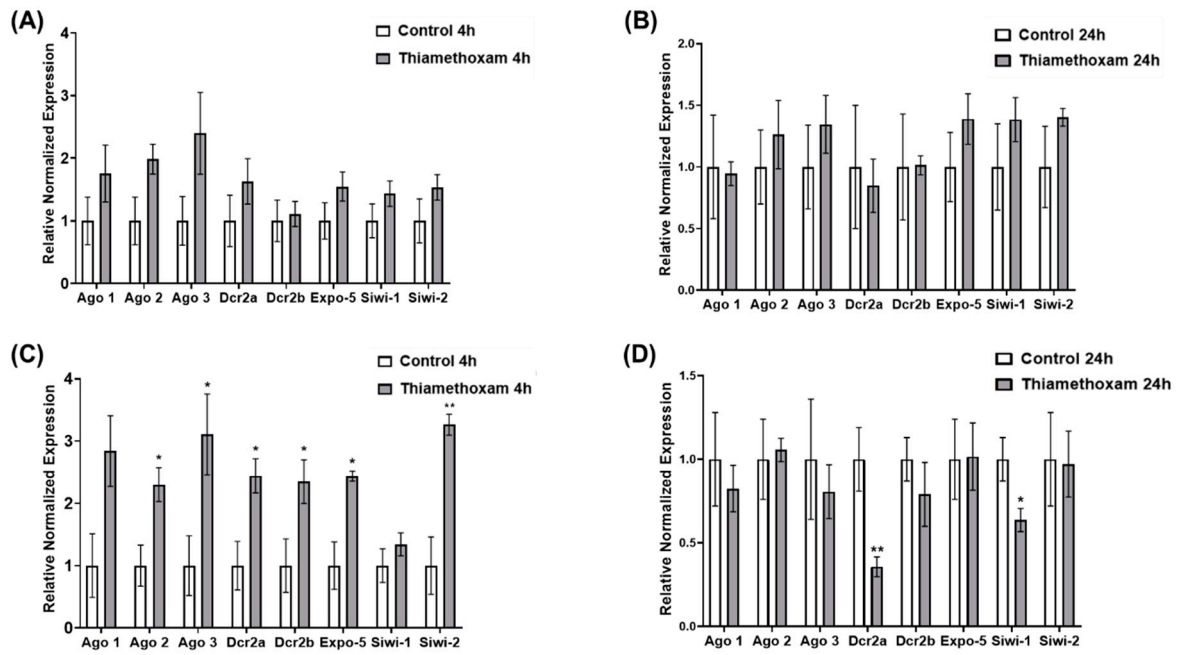 (A)
Control 4h
Thiamethoxam 4h
Relative Normalized Expression
4
3
2
1
0
Ago 1 Ago 2 Ago 3 Dcr2a Dcr2b Expo-5 Siwi-1 Siwi-2
(B)
Control 24h
Thiamethoxam 24h
Relative Normalized Expression
2.0
1.5
1.0
0.5
0.0
Ago 1 Ago 2 Ago 3 Dcr2a Dcr2b Expo-5 Siwi-1 Siwi-2
(C)
Control 4h
Thiamethoxam 4h
Relative Normalized Expression
4
3
2
1
0
* * * * * **
Ago 1 Ago 2 Ago 3 Dcr2a Dcr2b Expo-5 Siwi-1 Siwi-2
(D)
Control 24h
Thiamethoxam 24h
Relative Normalized Expression
1.5
1.0
0.5
0.0
** *
Ago 1 Ago 2 Ago 3 Dcr2a Dcr2b Expo-5 Siwi-1 Siwi-2